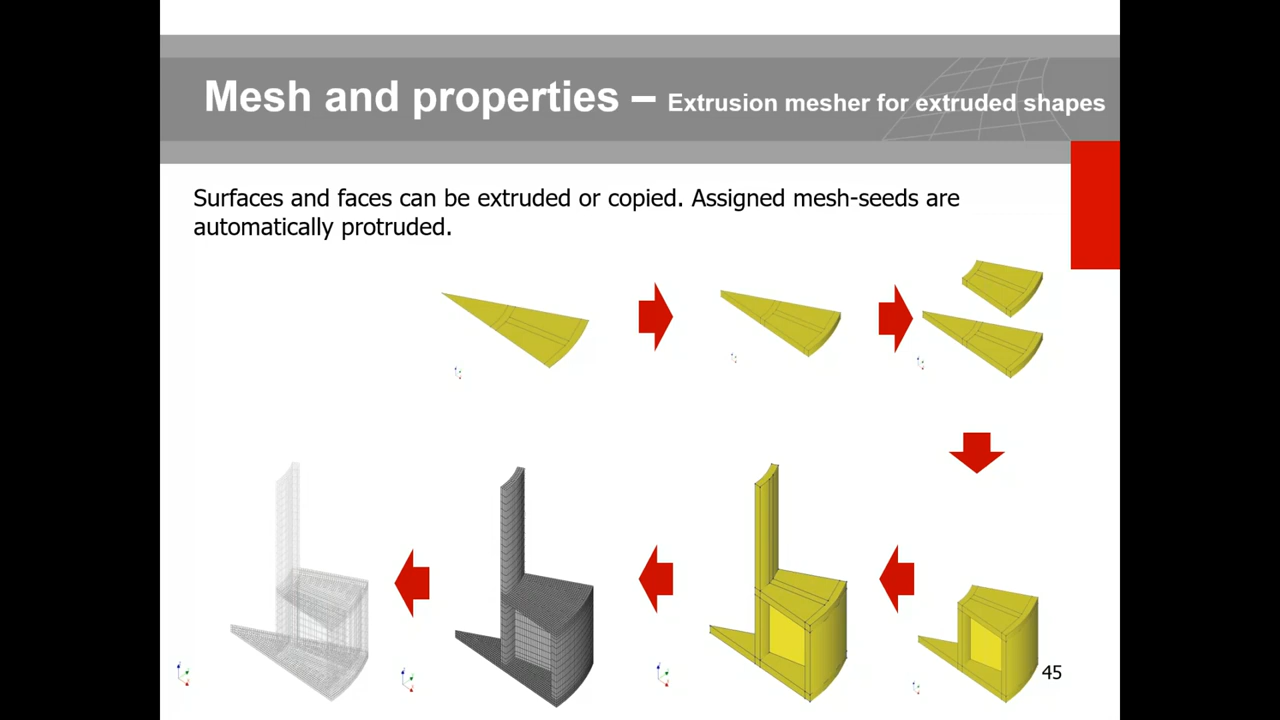 Mesh and properties – Extrusion mesher for extruded shapes
Surfaces and faces can be extruded or copied. Assigned mesh-seeds are
automatically protruded.
45